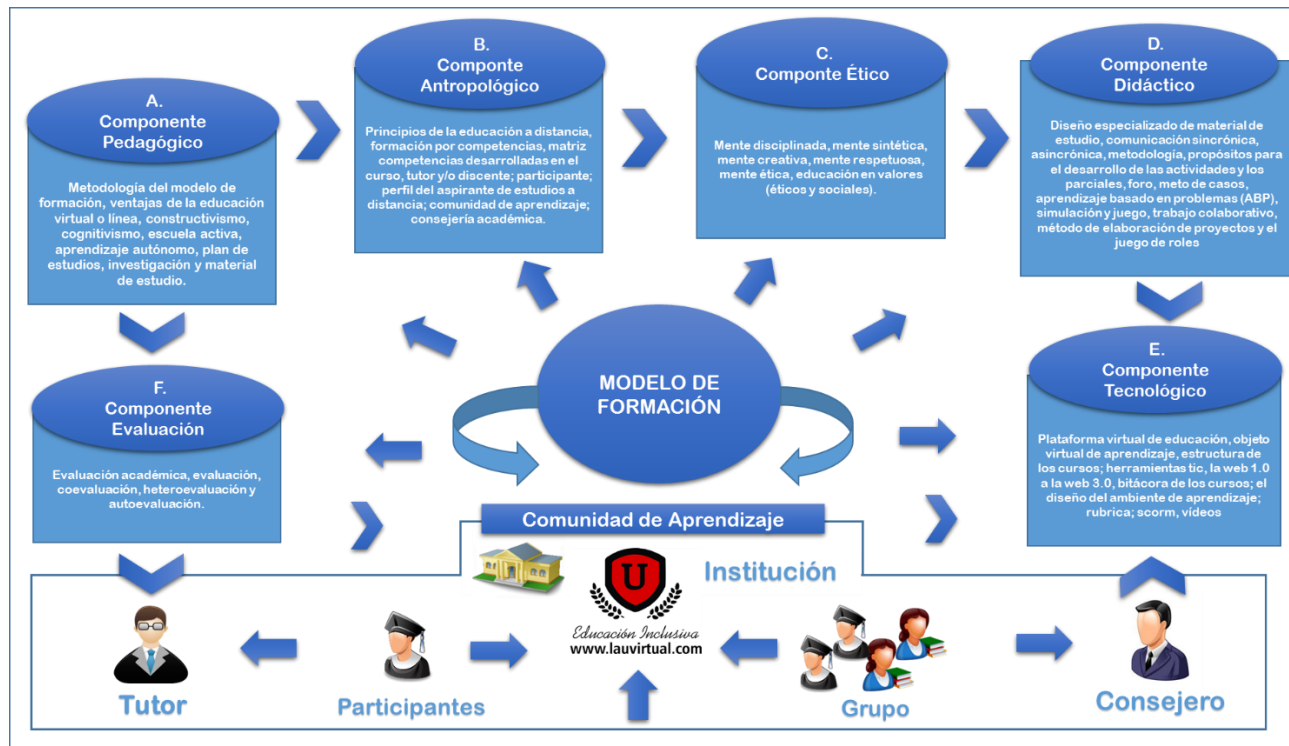 A.
Componente
Pedagógico
Metodología del modelo de
formación, ventajas de la educación
virtual o línea, constructivismo,
cognitivismo, escuela activa,
aprendizaje autónomo, plan de
estudios, investigación y material
de estudio.
B.
Componte
Antropológico
Principios de la educación a distancia,
formación por competencias, matriz
competencias desarrolladas en el
curso, tutor y/o discente; participante;
perfil del aspirante de estudios a
distancia; comunidad de aprendizaje;
consejería académica.
C.
Componte Ético
Mente disciplinada, mente sintética,
mente creativa, mente respetuosa,
mente ética, educación en valores
(éticos y sociales).
D.
Componente
Didáctico
Diseño especializado de material de
estudio, comunicación sincrónica,
asincrónica, metodología, propósitos para
el desarrollo de las actividades y los
parciales, foro, meto de casos,
aprendizaje basado en problemas (ABP),
simulación y juego, trabajo colaborativo,
método de elaboración de proyectos y el
juego de roles
E.
Componente
Tecnológico
Plataforma virtual de educación, objeto
virtual de aprendizaje, estructura de
los cursos; herramientas tic, la web 1.0
a la web 3.0, bitácora de los cursos; el
diseño del ambiente de aprendizaje;
rubrica; scorm, vídeos
F.
Componente
Evaluación
Evaluación académica, evaluación,
coevaluación, heteroevaluación y
autoevaluación.
MODELO DE
FORMACIÓN
Comunidad de Aprendizaje
Institución
U
Educación Inclusiva
www.lauvirtual.com
Tutor
Participantes
Grupo
Consejero